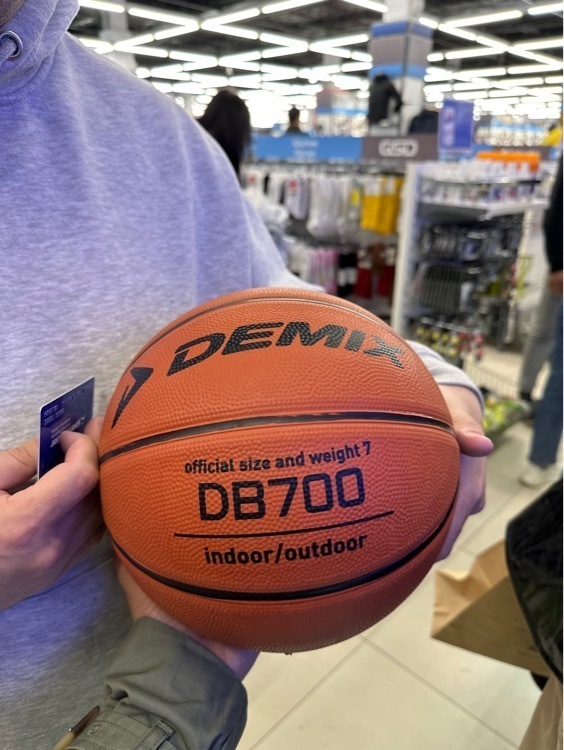 DEMIX
official size and weight 7
DB700
indoor/outdoor